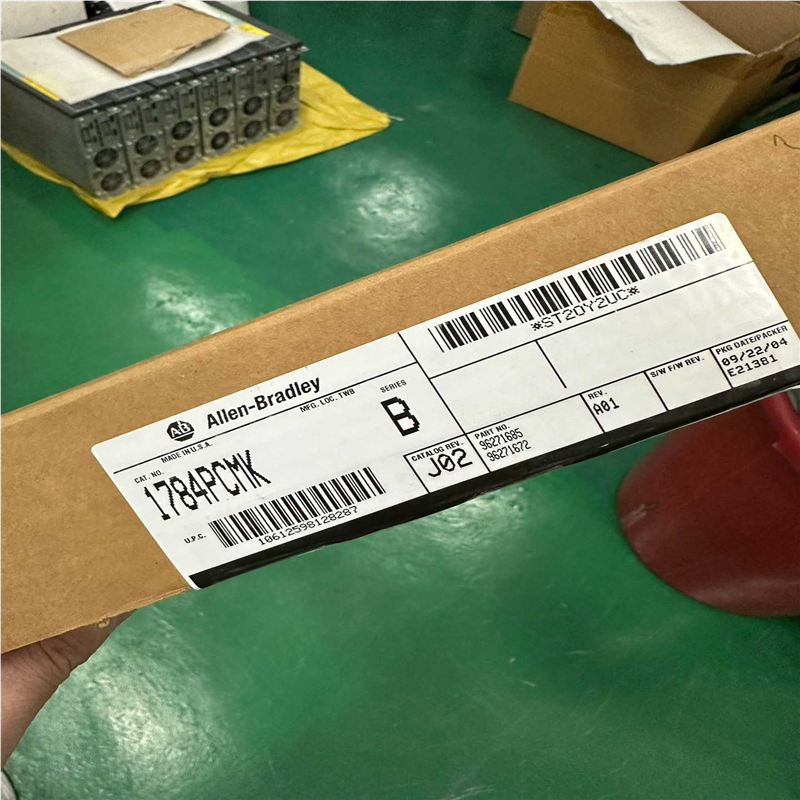 *ST20Y2UC*
AB Allen-Bradley
MFG. LOC. TWB
SERIES
B
MADE IN U.S.A.
CAT. NO.
1784PCMK
U.P.C.
10612598128287
CATALOG REV.
J02
PART NO.
96271685
96271672
REV.
A01
S/W F/W REV.
PKG DATE/PACKER
09/22/04
E21381